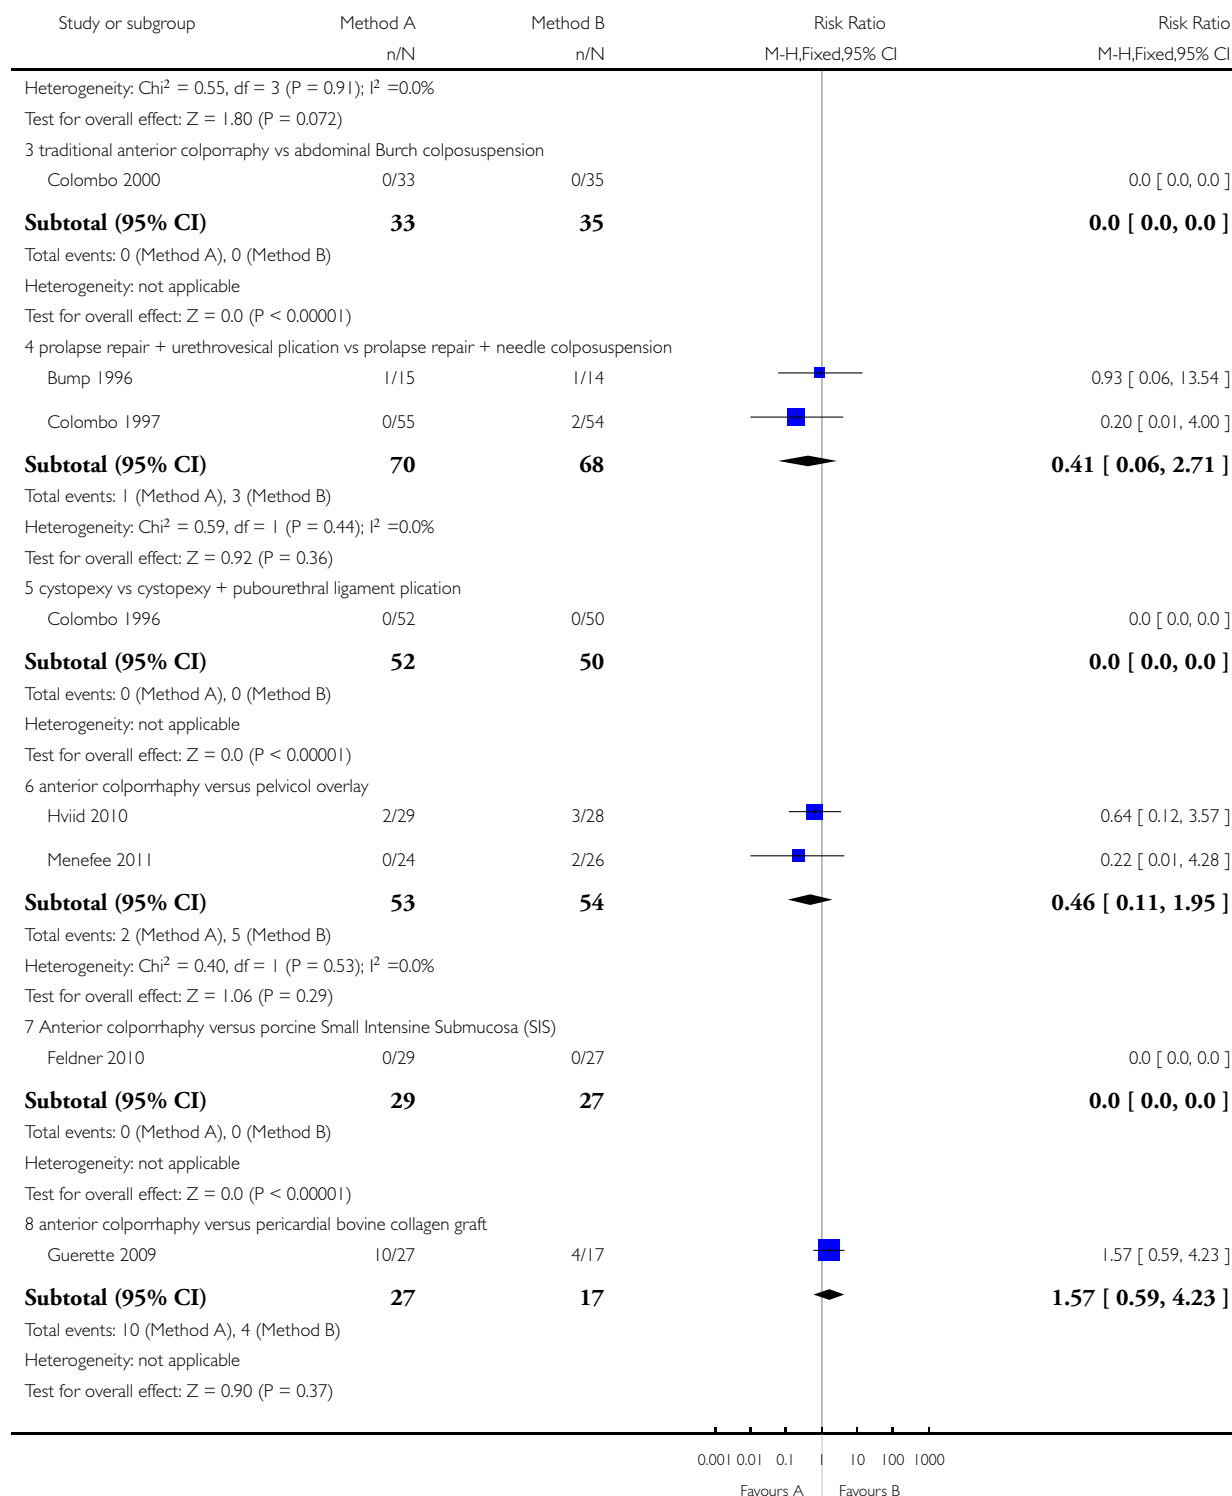 Study or subgroup Method A Method B Risk Ratio Risk Ratio
n/N n/N M-H,Fixed,95% CI M-H,Fixed,95% CI
Heterogeneity: Chi² = 0.55, df = 3 (P = 0.91); I² =0.0%
Test for overall effect: Z = 1.80 (P = 0.072)
3 traditional anterior colporraphy vs abdominal Burch colposuspension
Colombo 2000 0/33 0/35 0.0 [ 0.0, 0.0 ]
Subtotal (95% CI) 33 35 0.0 [ 0.0, 0.0 ]
Total events: 0 (Method A), 0 (Method B)
Heterogeneity: not applicable
Test for overall effect: Z = 0.0 (P < 0.00001)
4 prolapse repair + urethrovesical plication vs prolapse repair + needle colposuspension
Bump 1996 1/15 1/14 0.93 [ 0.06, 13.54 ]
Colombo 1997 0/55 2/54 0.20 [ 0.01, 4.00 ]
Subtotal (95% CI) 70 68 0.41 [ 0.06, 2.71 ]
Total events: 1 (Method A), 3 (Method B)
Heterogeneity: Chi² = 0.59, df = 1 (P = 0.44); I² =0.0%
Test for overall effect: Z = 0.92 (P = 0.36)
5 cystopexy vs cystopexy + pubourethral ligament plication
Colombo 1996 0/52 0/50 0.0 [ 0.0, 0.0 ]
Subtotal (95% CI) 52 50 0.0 [ 0.0, 0.0 ]
Total events: 0 (Method A), 0 (Method B)
Heterogeneity: not applicable
Test for overall effect: Z = 0.0 (P < 0.00001)
6 anterior colporrhaphy versus pelvicol overlay
Hviid 2010 2/29 3/28 0.64 [ 0.12, 3.57 ]
Menefee 2011 0/24 2/26 0.22 [ 0.01, 4.28 ]
Subtotal (95% CI) 53 54 0.46 [ 0.11, 1.95 ]
Total events: 2 (Method A), 5 (Method B)
Heterogeneity: Chi² = 0.40, df = 1 (P = 0.53); I² =0.0%
Test for overall effect: Z = 1.06 (P = 0.29)
7 Anterior colporrhaphy versus porcine Small Intensine Submucosa (SIS)
Feldner 2010 0/29 0/27 0.0 [ 0.0, 0.0 ]
Subtotal (95% CI) 29 27 0.0 [ 0.0, 0.0 ]
Total events: 0 (Method A), 0 (Method B)
Heterogeneity: not applicable
Test for overall effect: Z = 0.0 (P < 0.00001)
8 anterior colporrhaphy versus pericardial bovine collagen graft
Guerette 2009 10/27 4/17 1.57 [ 0.59, 4.23 ]
Subtotal (95% CI) 27 17 1.57 [ 0.59, 4.23 ]
Total events: 10 (Method A), 4 (Method B)
Heterogeneity: not applicable
Test for overall effect: Z = 0.90 (P = 0.37)
0.001 0.01 0.1 1 10 100 1000
Favours A Favours B